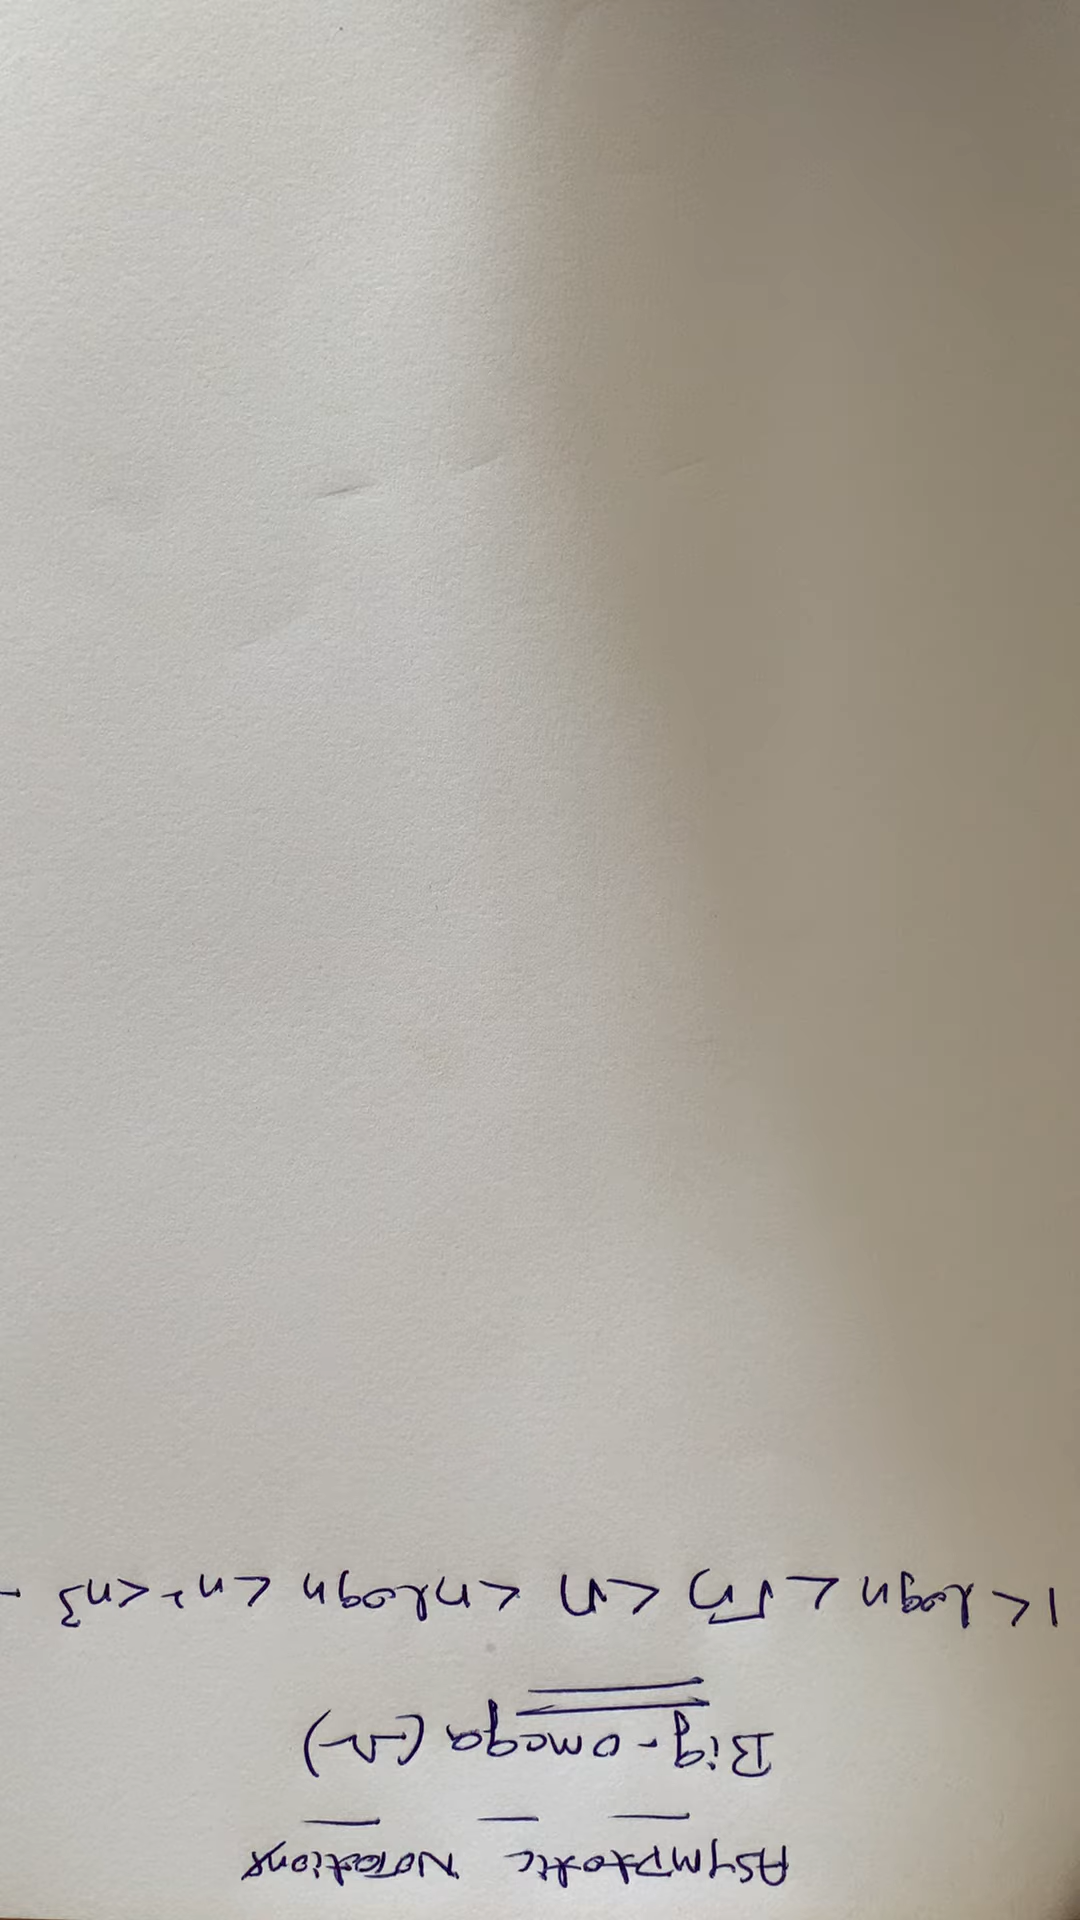 Asymptotic Notations
Big-omega (Ω)
1 < logn < √n < n < nlogn < n² < n³ -